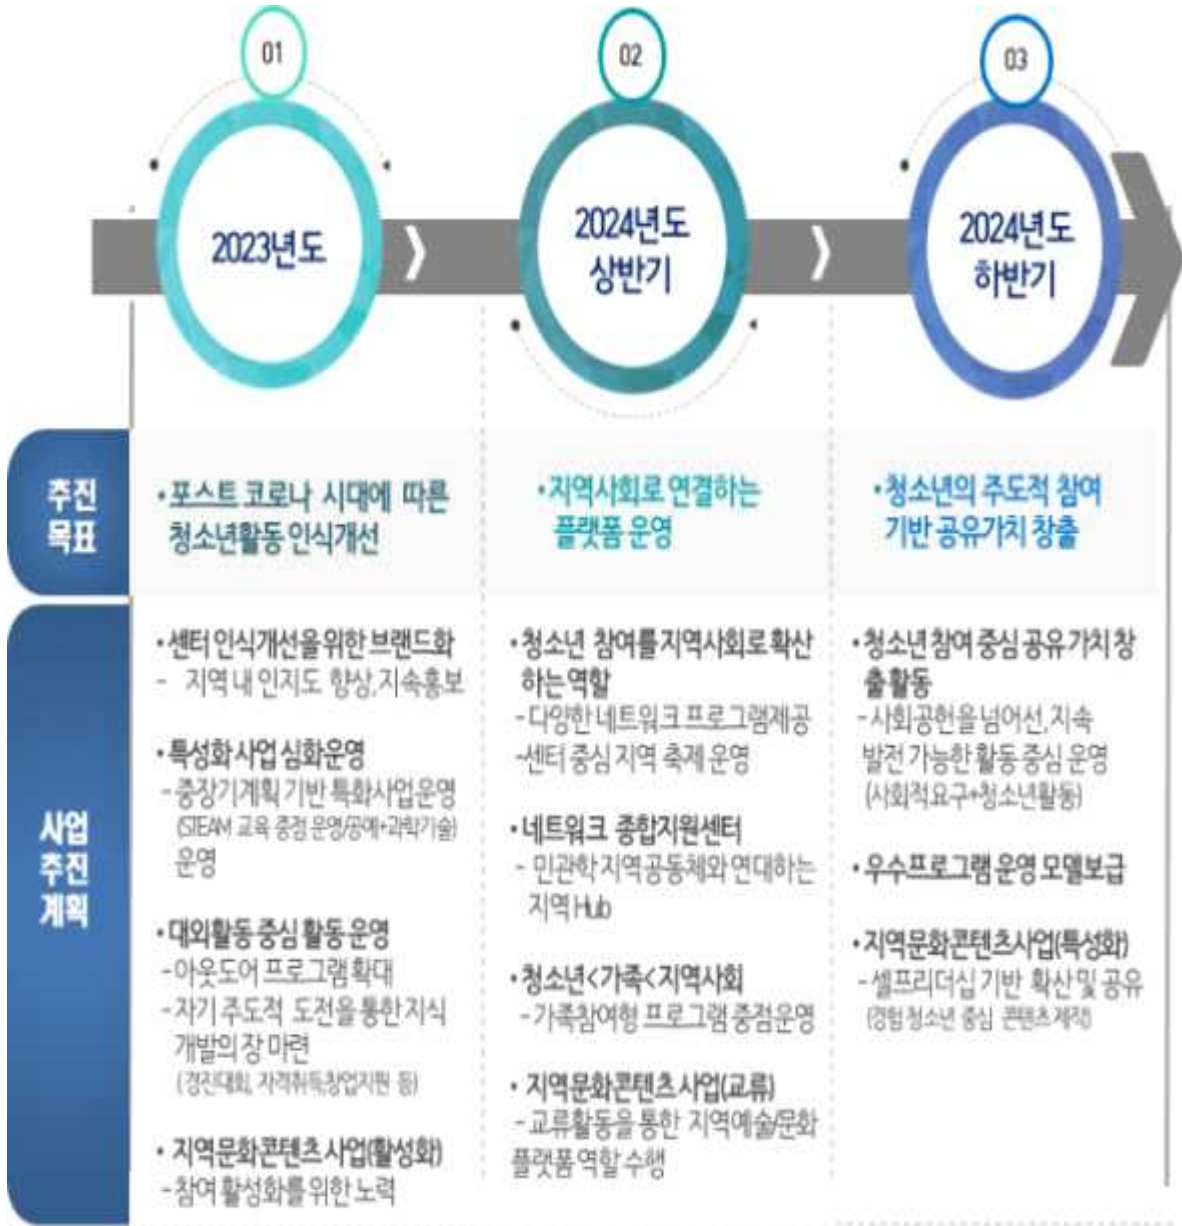 01
2023년도
02
2024년도
상반기
03
2024년도
하반기
추진
목표
•포스트 코로나 시대에 따른
청소년활동 인식개선
•지역사회로 연결하는
플랫폼 운영
•청소년의 주도적 참여
기반 공유가치 창출
사업
추진
계획
•센터 인식개선을 위한 브랜드화
- 지역 내 인지도 향상, 지속홍보
•특성화 사업 심화운영
- 중장기계획 기반 특화사업 운영
(STEAM 교육 중점 운영/공예+과학기술)
운영
•대외활동 중심 활동 운영
-아웃도어 프로그램 확대
-자기 주도적 도전을 통한 지식
개발의 장 마련
(경진대회, 자격취득,창업지원 등)
• 지역문화콘텐츠 사업(활성화)
-참여 활성화를 위한 노력
•청소년 참여를 지역사회로 확산
하는 역할
-다양한 네트워크 프로그램제공
-센터 중심 지역 축제 운영
•네트워크 종합지원센터
- 민관학 지역공동체와 연대하는
지역 Hub
•청소년<가족<지역사회
-가족참여형 프로그램 중점운영
• 지역문화콘텐츠 사업(교류)
-교류활동을 통한 지역예술/문화
플랫폼 역할 수행
•청소년 참여 중심 공유 가치 창
출 활동
-사회공헌을 넘어선, 지속
발전 가능한 활동 중심 운영
(사회적요구+청소년활동)
•우수프로그램 운영 모델보급
•지역문화콘텐츠사업(특성화)
-셀프리더십 기반 확산 및 공유
(경험 청소년 중심 콘텐츠 제작)